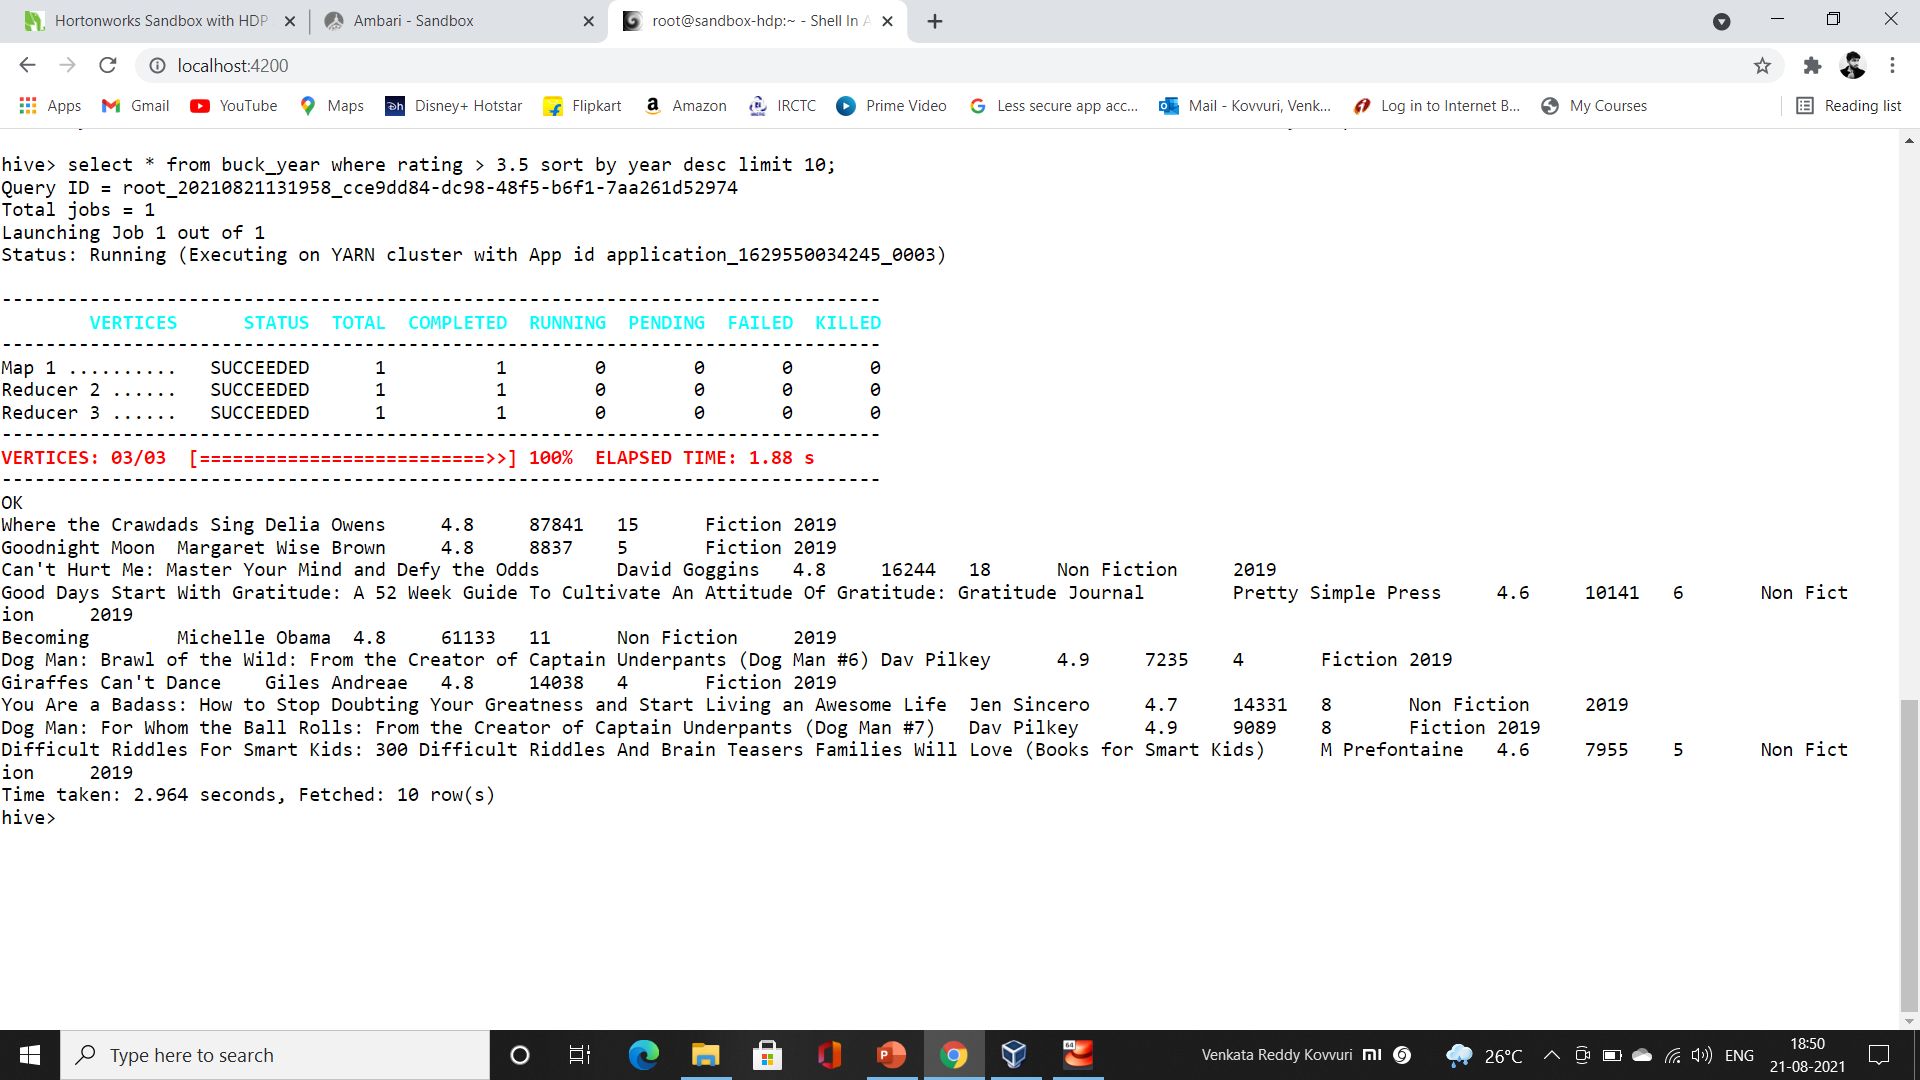 Hortonworks Sandbox with HDP
Ambari - Sandbox
root@sandbox-hdp:~ - Shell In A
localhost:4200
Apps Gmail YouTube Maps Disney+ Hotstar Flipkart Amazon IRCTC Prime Video Less secure app acc... Mail - Kovvuri, Venk... Log in to Internet B... My Courses Reading list
hive> select * from buck_year where rating > 3.5 sort by year desc limit 10;
Query ID = root_20210821131958_cce9dd84-dc98-48f5-b6f1-7aa261d52974
Total jobs = 1
Launching Job 1 out of 1
Status: Running (Executing on YARN cluster with App id application_1629550034245_0003)
--------------------------------------------------------------------------------
VERTICES STATUS TOTAL COMPLETED RUNNING PENDING FAILED KILLED
--------------------------------------------------------------------------------
Map 1 .......... SUCCEEDED 1 1 0 0 0 0
Reducer 2 ...... SUCCEEDED 1 1 0 0 0 0
Reducer 3 ...... SUCCEEDED 1 1 0 0 0 0
--------------------------------------------------------------------------------
VERTICES: 03/03 [==========================>>] 100% ELAPSED TIME: 1.88 s
--------------------------------------------------------------------------------
OK
Where the Crawdads Sing Delia Owens 4.8 87841 15 Fiction 2019
Goodnight Moon Margaret Wise Brown 4.8 8837 5 Fiction 2019
Can't Hurt Me: Master Your Mind and Defy the Odds David Goggins 4.8 16244 18 Non Fiction 2019
Good Days Start With Gratitude: A 52 Week Guide To Cultivate An Attitude Of Gratitude: Gratitude Journal Pretty Simple Press 4.6 10141 6 Non Fict
ion 2019
Becoming Michelle Obama 4.8 61133 11 Non Fiction 2019
Dog Man: Brawl of the Wild: From the Creator of Captain Underpants (Dog Man #6) Dav Pilkey 4.9 7235 4 Fiction 2019
Giraffes Can't Dance Giles Andreae 4.8 14038 4 Fiction 2019
You Are a Badass: How to Stop Doubting Your Greatness and Start Living an Awesome Life Jen Sincero 4.7 14331 8 Non Fiction 2019
Dog Man: For Whom the Ball Rolls: From the Creator of Captain Underpants (Dog Man #7) Dav Pilkey 4.9 9089 8 Fiction 2019
Difficult Riddles For Smart Kids: 300 Difficult Riddles And Brain Teasers Families Will Love (Books for Smart Kids) M Prefontaine 4.6 7955 5 Non Fict
ion 2019
Time taken: 2.964 seconds, Fetched: 10 row(s)
hive>
Type here to search
Venkata Reddy Kovvuri
26°C
ENG
18:50
21-08-2021